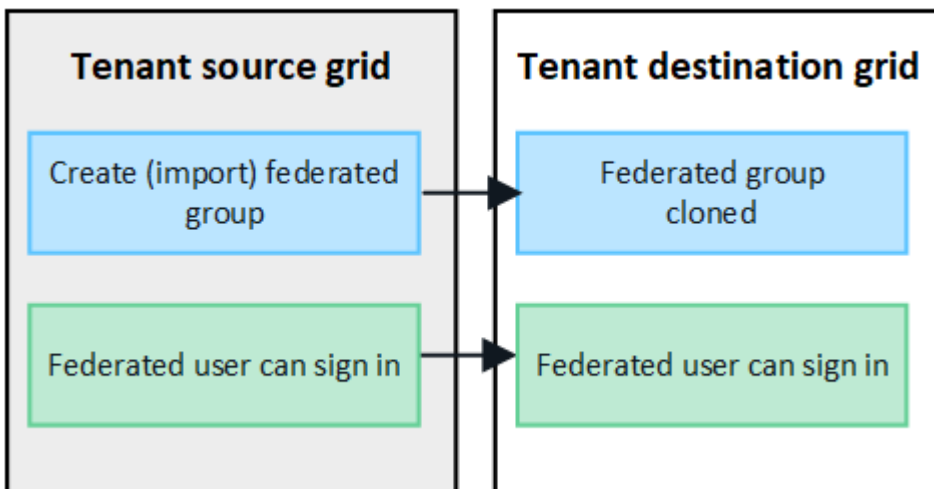 Tenant source grid
Create (import) federated
group
Federated user can sign in
Tenant destination grid
Federated group
cloned
Federated user can sign in